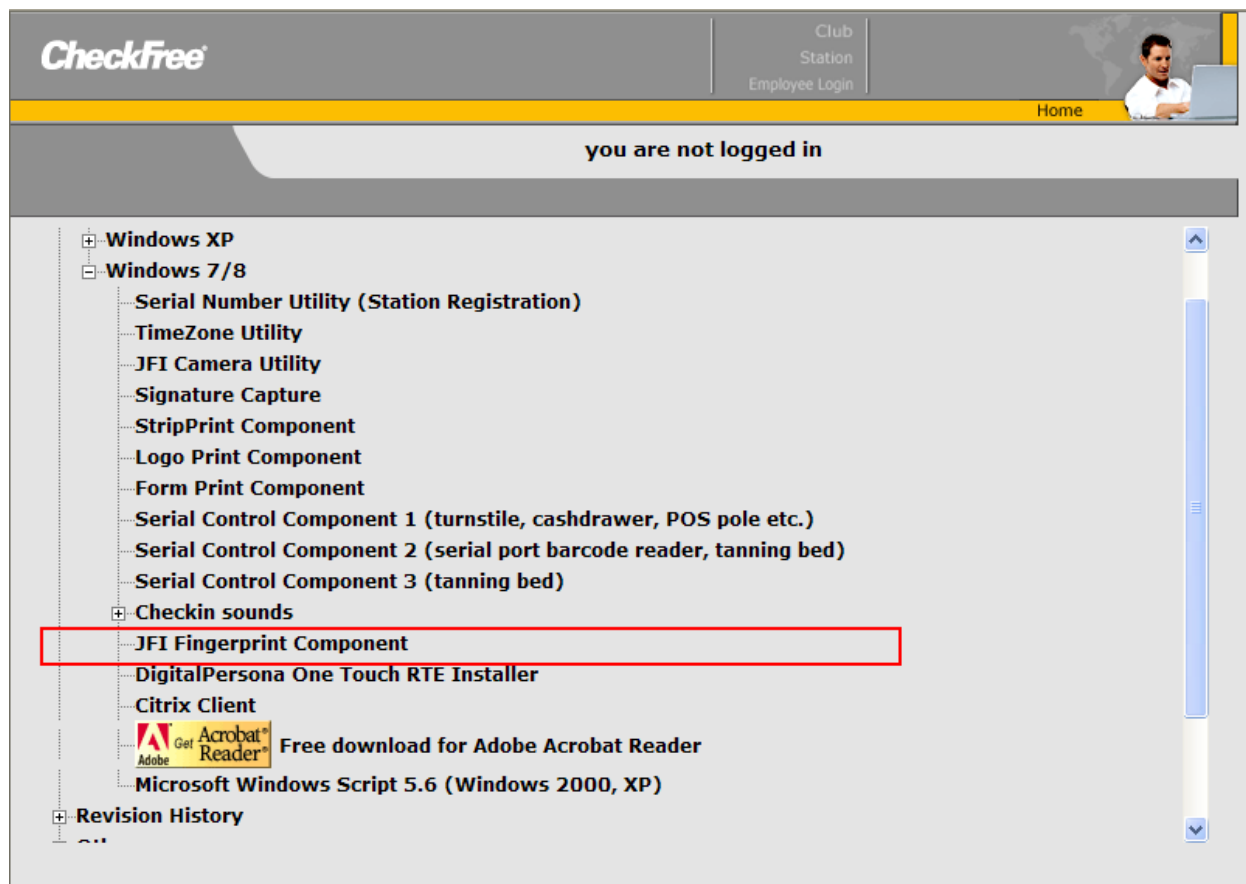 CheckFree
Club
Station
Employee Login
Home
you are not logged in
Windows XP
Windows 7/8
Serial Number Utility (Station Registration)
TimeZone Utility
JFI Camera Utility
Signature Capture
StripPrint Component
Logo Print Component
Form Print Component
Serial Control Component 1 (turnstile, cashdrawer, POS pole etc.)
Serial Control Component 2 (serial port barcode reader, tanning bed)
Serial Control Component 3 (tanning bed)
Checkin sounds
JFI Fingerprint Component
DigitalPersona One Touch RTE Installer
Citrix Client
Adobe Get Acrobat® Reader® Free download for Adobe Acrobat Reader
Microsoft Windows Script 5.6 (Windows 2000, XP)
Revision History